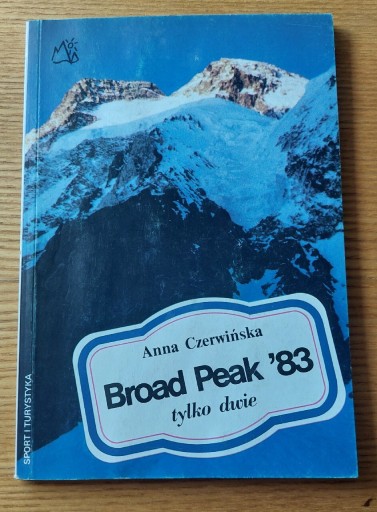 Anna Czerwińska
Broad Peak '83
tylko dwie
SPORT I TURYSTYKA